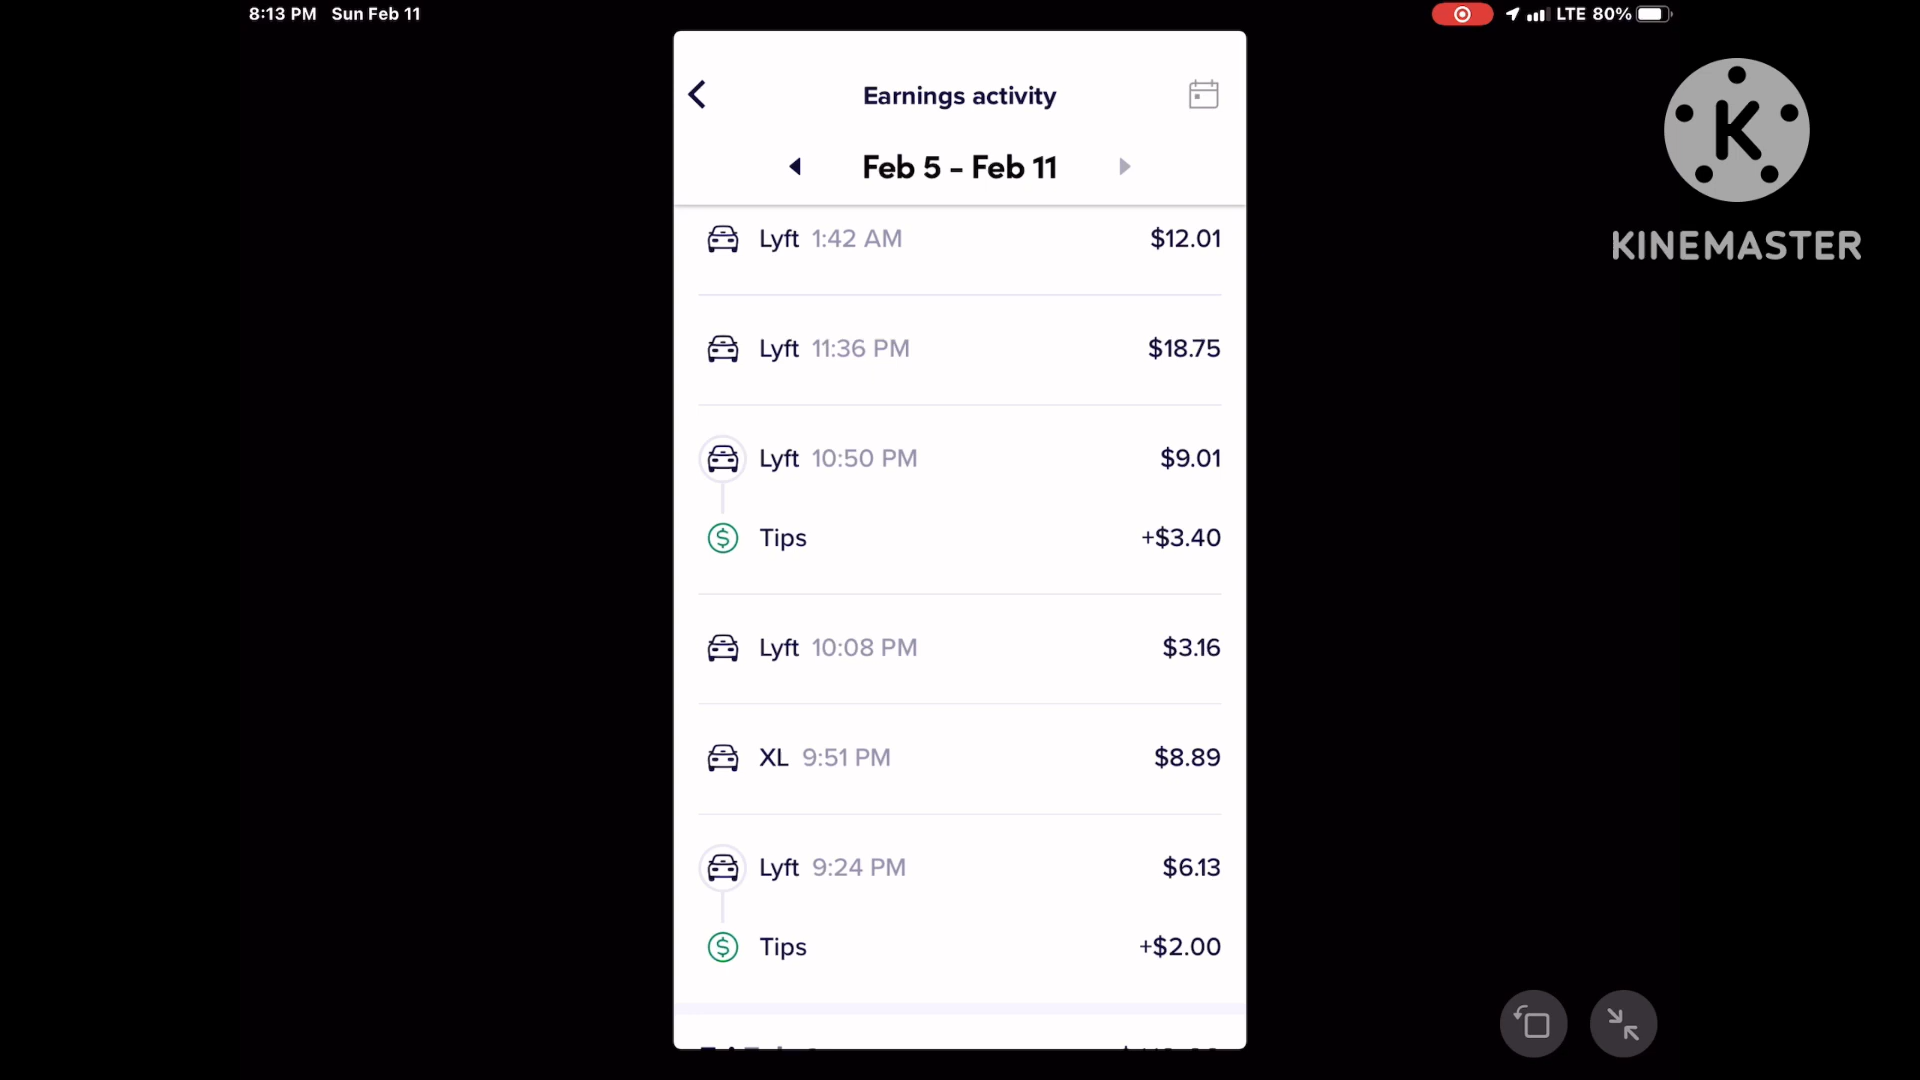 8:13 PM Sun Feb 11
LTE 80%
Earnings activity
Feb 5 - Feb 11
Lyft 1:42 AM $12.01
Lyft 11:36 PM $18.75
Lyft 10:50 PM $9.01
Tips +$3.40
Lyft 10:08 PM $3.16
XL 9:51 PM $8.89
Lyft 9:24 PM $6.13
Tips +$2.00
K
KINEMASTER